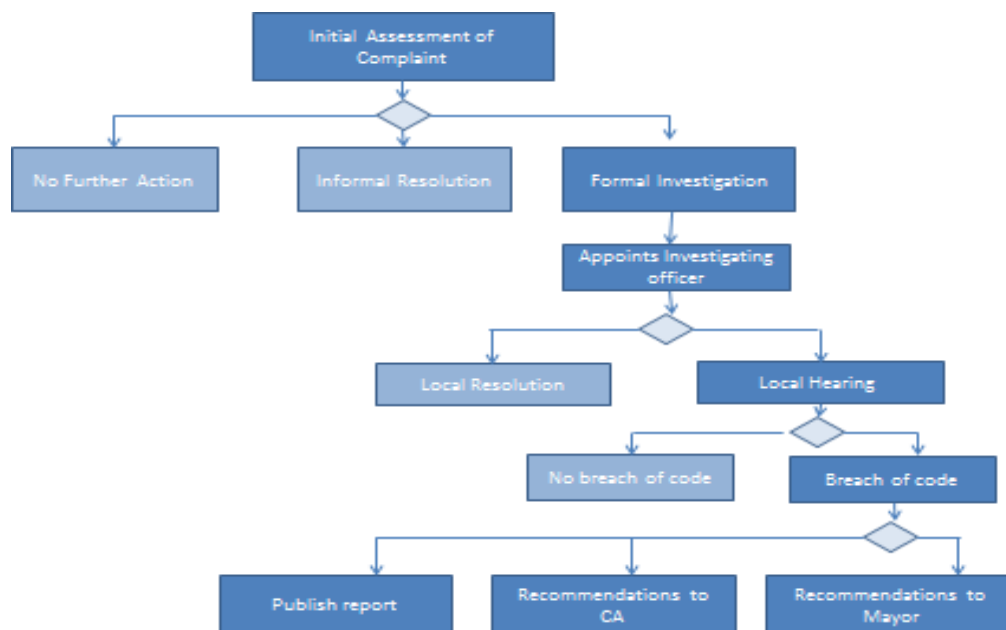 Initial Assessment of
Complaint
No Further Action
Informal Resolution
Formal Investigation
Appoints Investigating
officer
Local Resolution
Local Hearing
No breach of code
Breach of code
Publish report
Recommendations to
CA
Recommendations to
Mayor